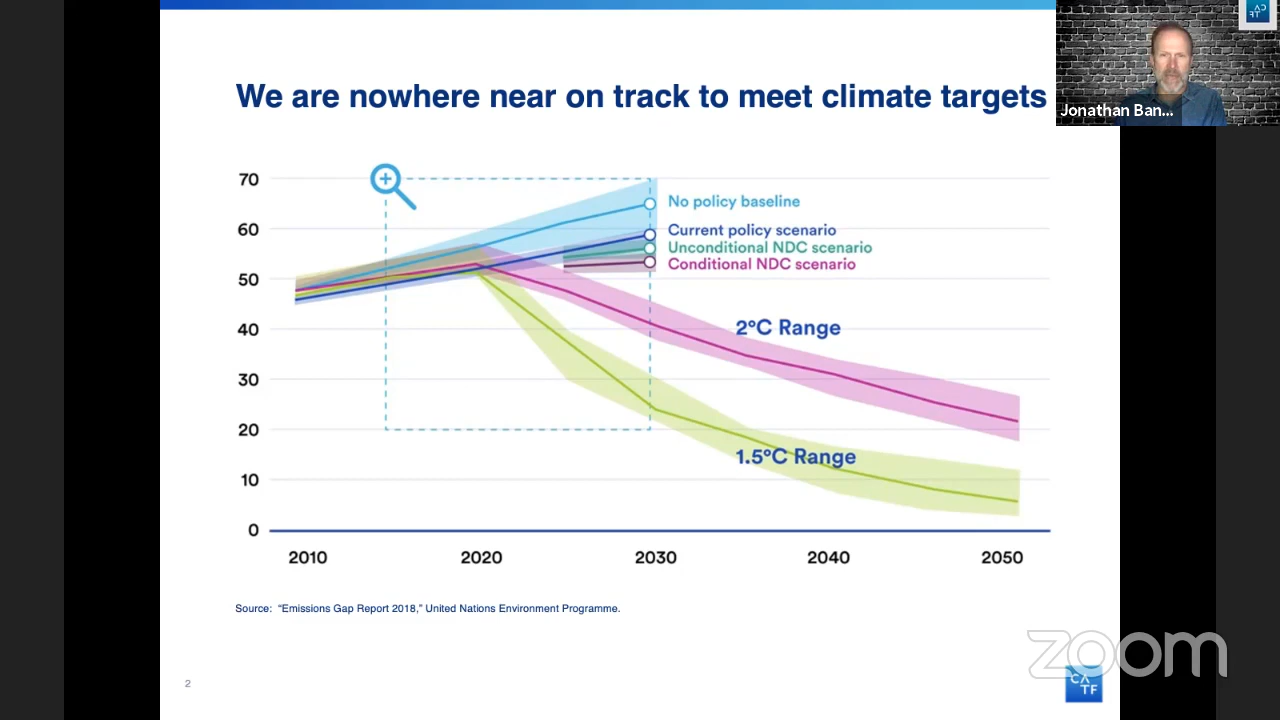 We are nowhere near on track to meet climate targets
Jonathan Ban...
70
60
50
40
30
20
10
0
No policy baseline
Current policy scenario
Unconditional NDC scenario
Conditional NDC scenario
2°C Range
1.5°C Range
2010
2020
2030
2040
2050
Source: "Emissions Gap Report 2018," United Nations Environment Programme.
zoom
2
CATF